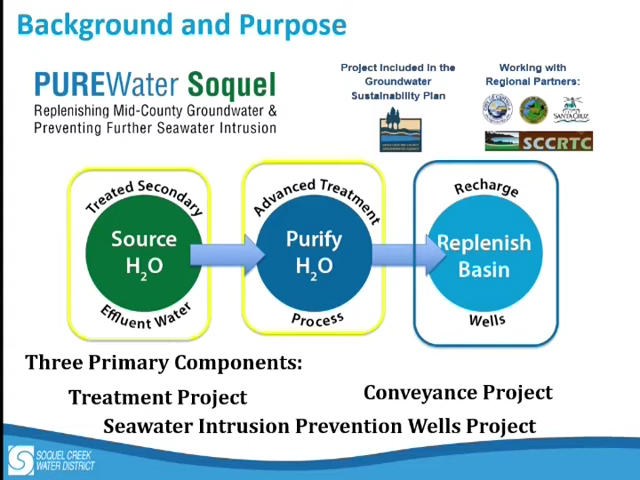 Background and Purpose
PUREWater Soquel
Replenishing Mid-County Groundwater &
Preventing Further Seawater Intrusion
Project Included in the
Groundwater
Sustainability Plan
Working with
Regional Partners:
SANTA CRUZ
SCCRTC
Treated Secondary
Source
H2O
Effluent Water
Advanced Treatment
Purify
H2O
Process
Recharge
Replenish
Basin
Wells
Three Primary Components:
Treatment Project
Conveyance Project
Seawater Intrusion Prevention Wells Project
SOQUEL CREEK
WATER DISTRICT